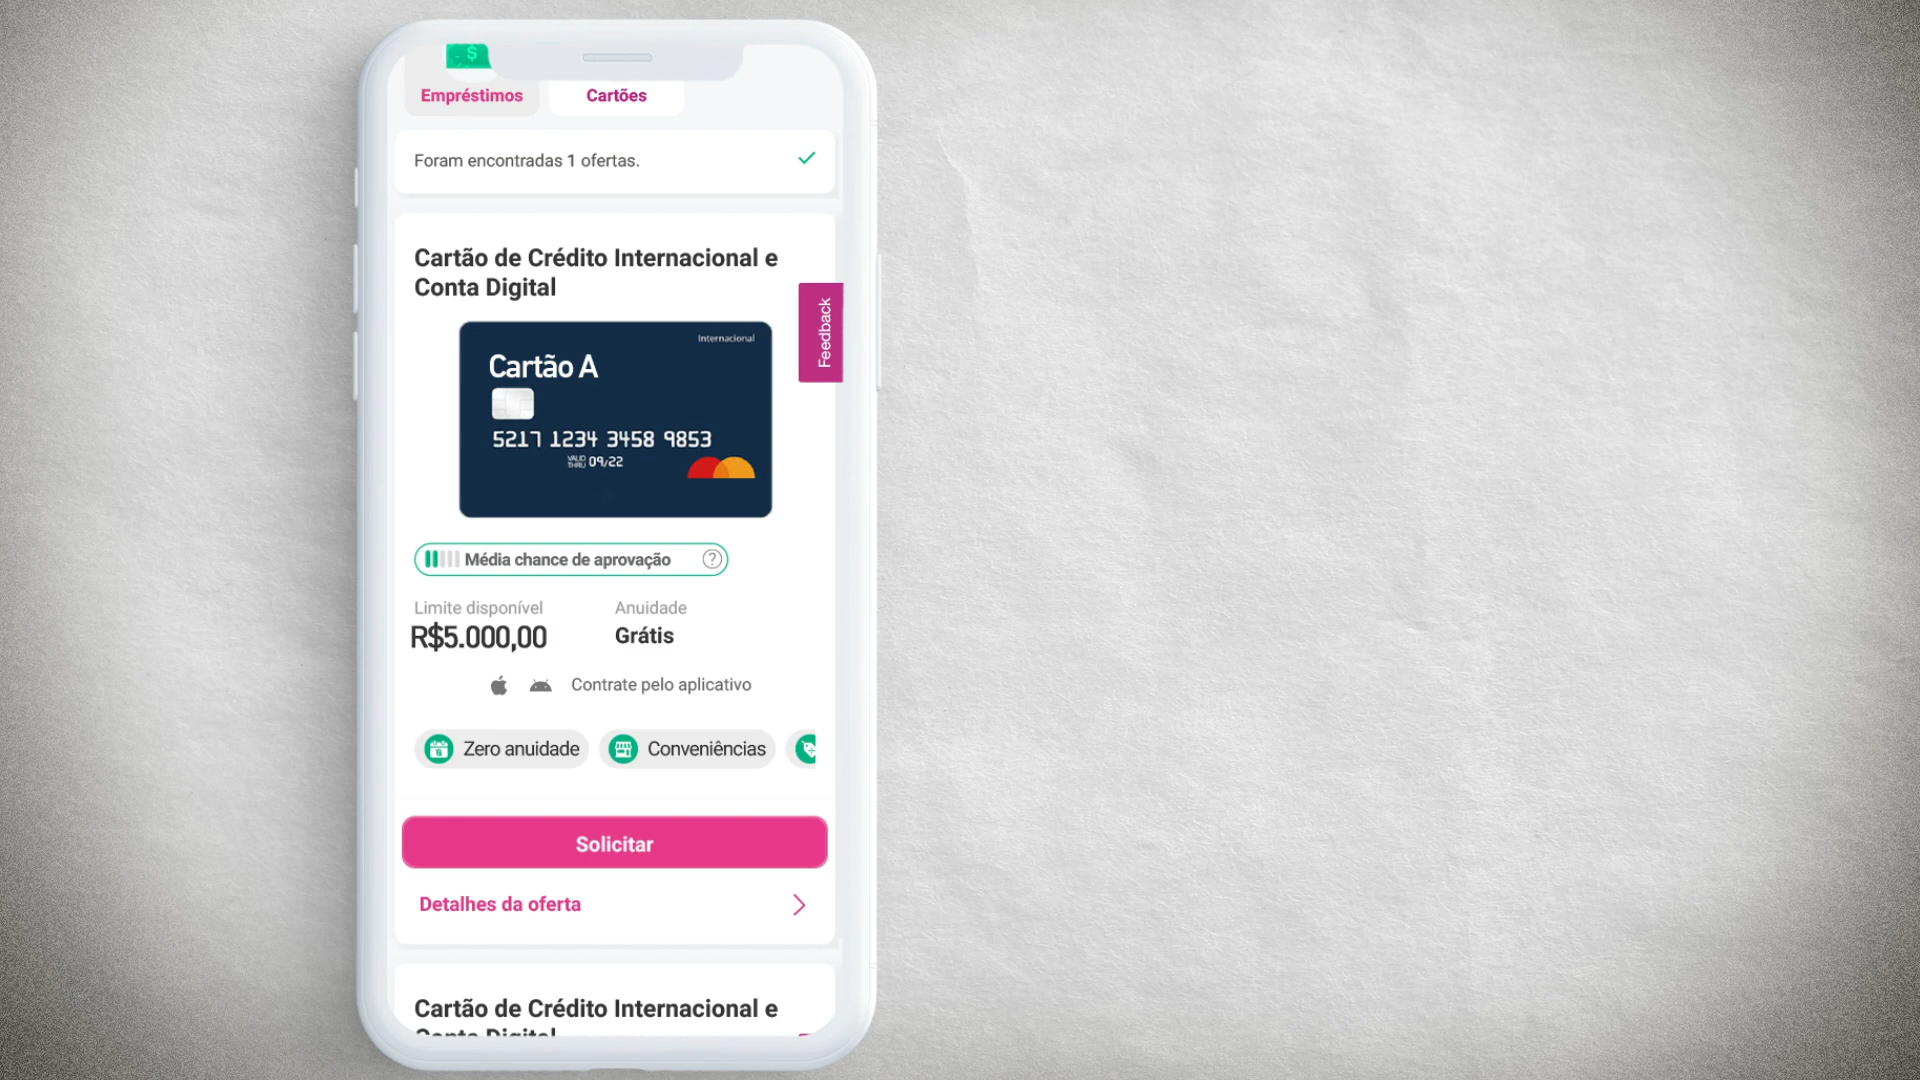 $
Empréstimos
Cartões
Foram encontradas 1 ofertas.
Cartão de Crédito Internacional e
Conta Digital
Feedback
Internacional
Cartão A
5217 1234 3458 9853
VALID
THRU 09/22
Média chance de aprovação ?
Limite disponível
R$5.000,00
Anuidade
Grátis
Contrate pelo aplicativo
Zero anuidade
Conveniências
Solicitar
Detalhes da oferta
Cartão de Crédito Internacional e
Conta Digital